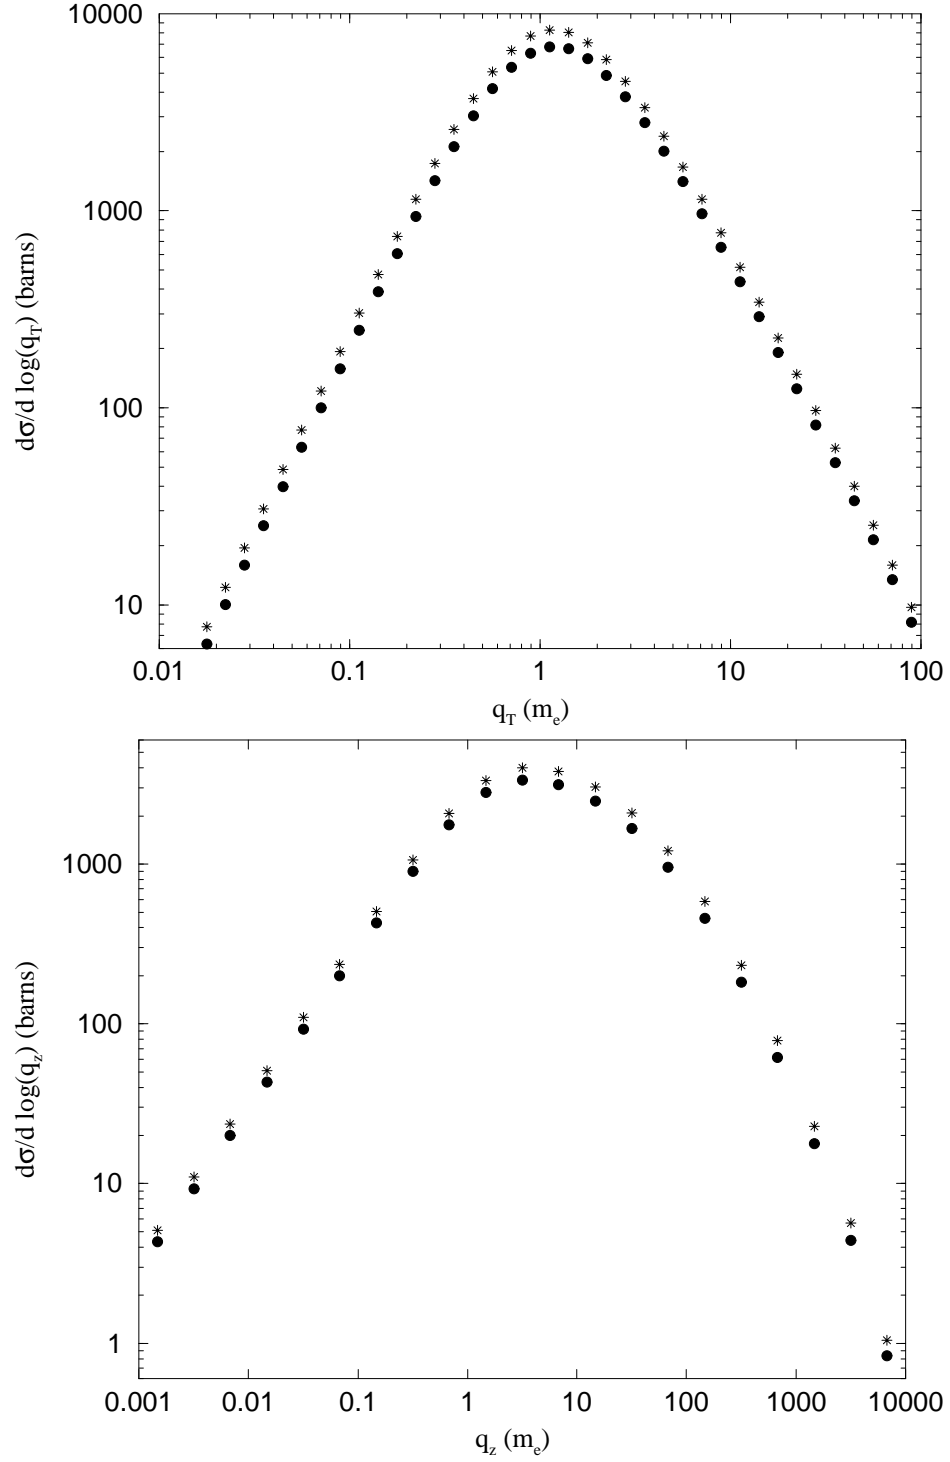 10000
1000
100
10
dσ/d log(q_T) (barns)
0.01 0.1 1 10 100
q_T (m_e)
1000
100
10
1
dσ/d log(q_z) (barns)
0.001 0.01 0.1 1 10 100 1000 10000
q_z (m_e)